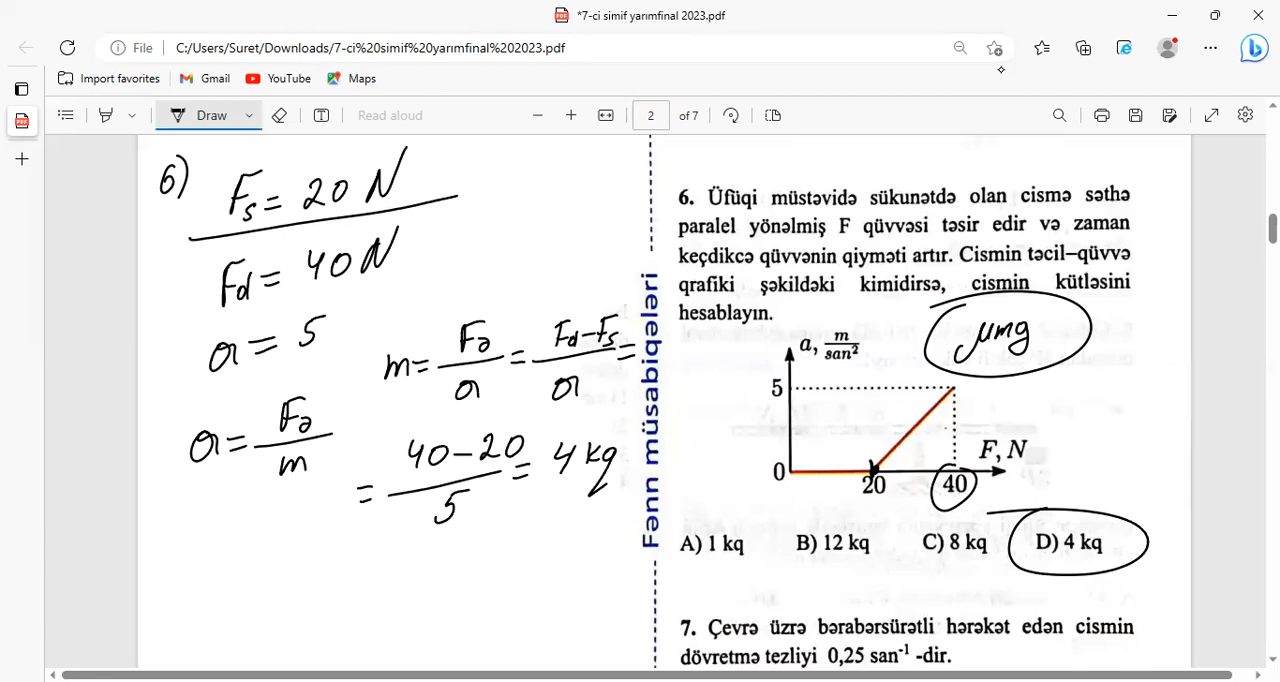 *7-ci simif yarımfinal 2023.pdf
File C:/Users/Suret/Downloads/7-ci%20simif%20yarımfinal%202023.pdf
Import favorites Gmail YouTube Maps
Draw Read aloud 2 of 7
6)
Fs = 20 N
Fd = 40 N
a = 5
a = Fə/m
m = Fə/a = Fd-Fs/a =
= 40-20/5 = 4 kq
Fənn müsabiqələri
6. Üfüqi müstəvidə sükunətdə olan cismə səthə
paralel yönəlmiş F qüvvəsi təsir edir və zaman
keçdikcə qüvvənin qiyməti artır. Cismin təcil–qüvvə
qrafiki şəkildəki kimidirsə, cismin kütləsini
hesablayın.
μmg
a, m/san²
5
0
20
40
F, N
A) 1 kq B) 12 kq C) 8 kq D) 4 kq
7. Çevrə üzrə bərabərsürətli hərəkət edən cismin
dövretmə tezliyi 0,25 san⁻¹ -dir.